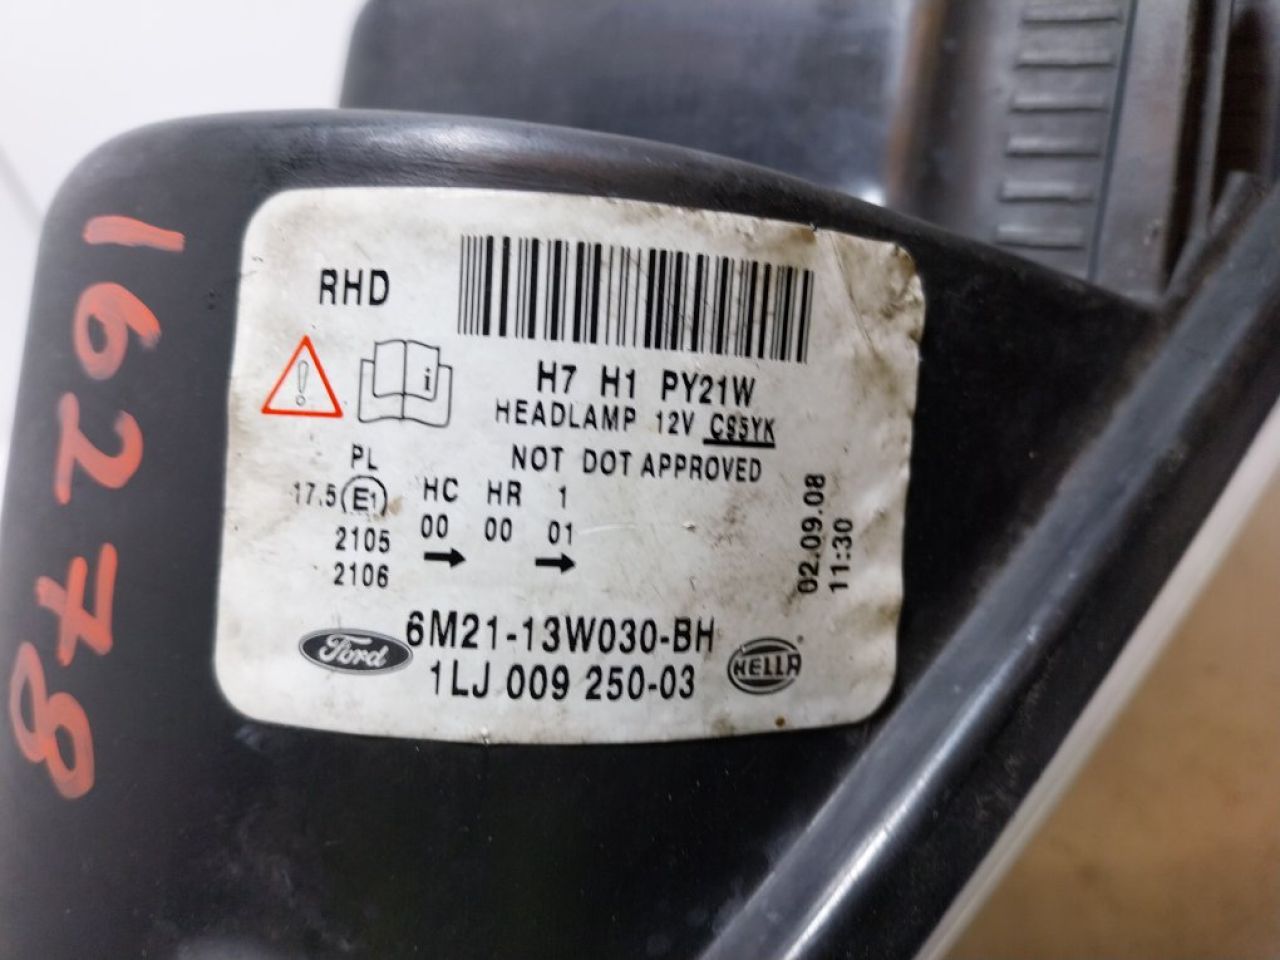 16278
RHD
H7 H1 PY21W
HEADLAMP 12V C95YK
NOT DOT APPROVED
PL
17.5 E1 HC HR 1
2105 00 00 01
2106
02.09.08
11:30
6M21-13W030-BH
Ford
1LJ 009 250-03
HELLA